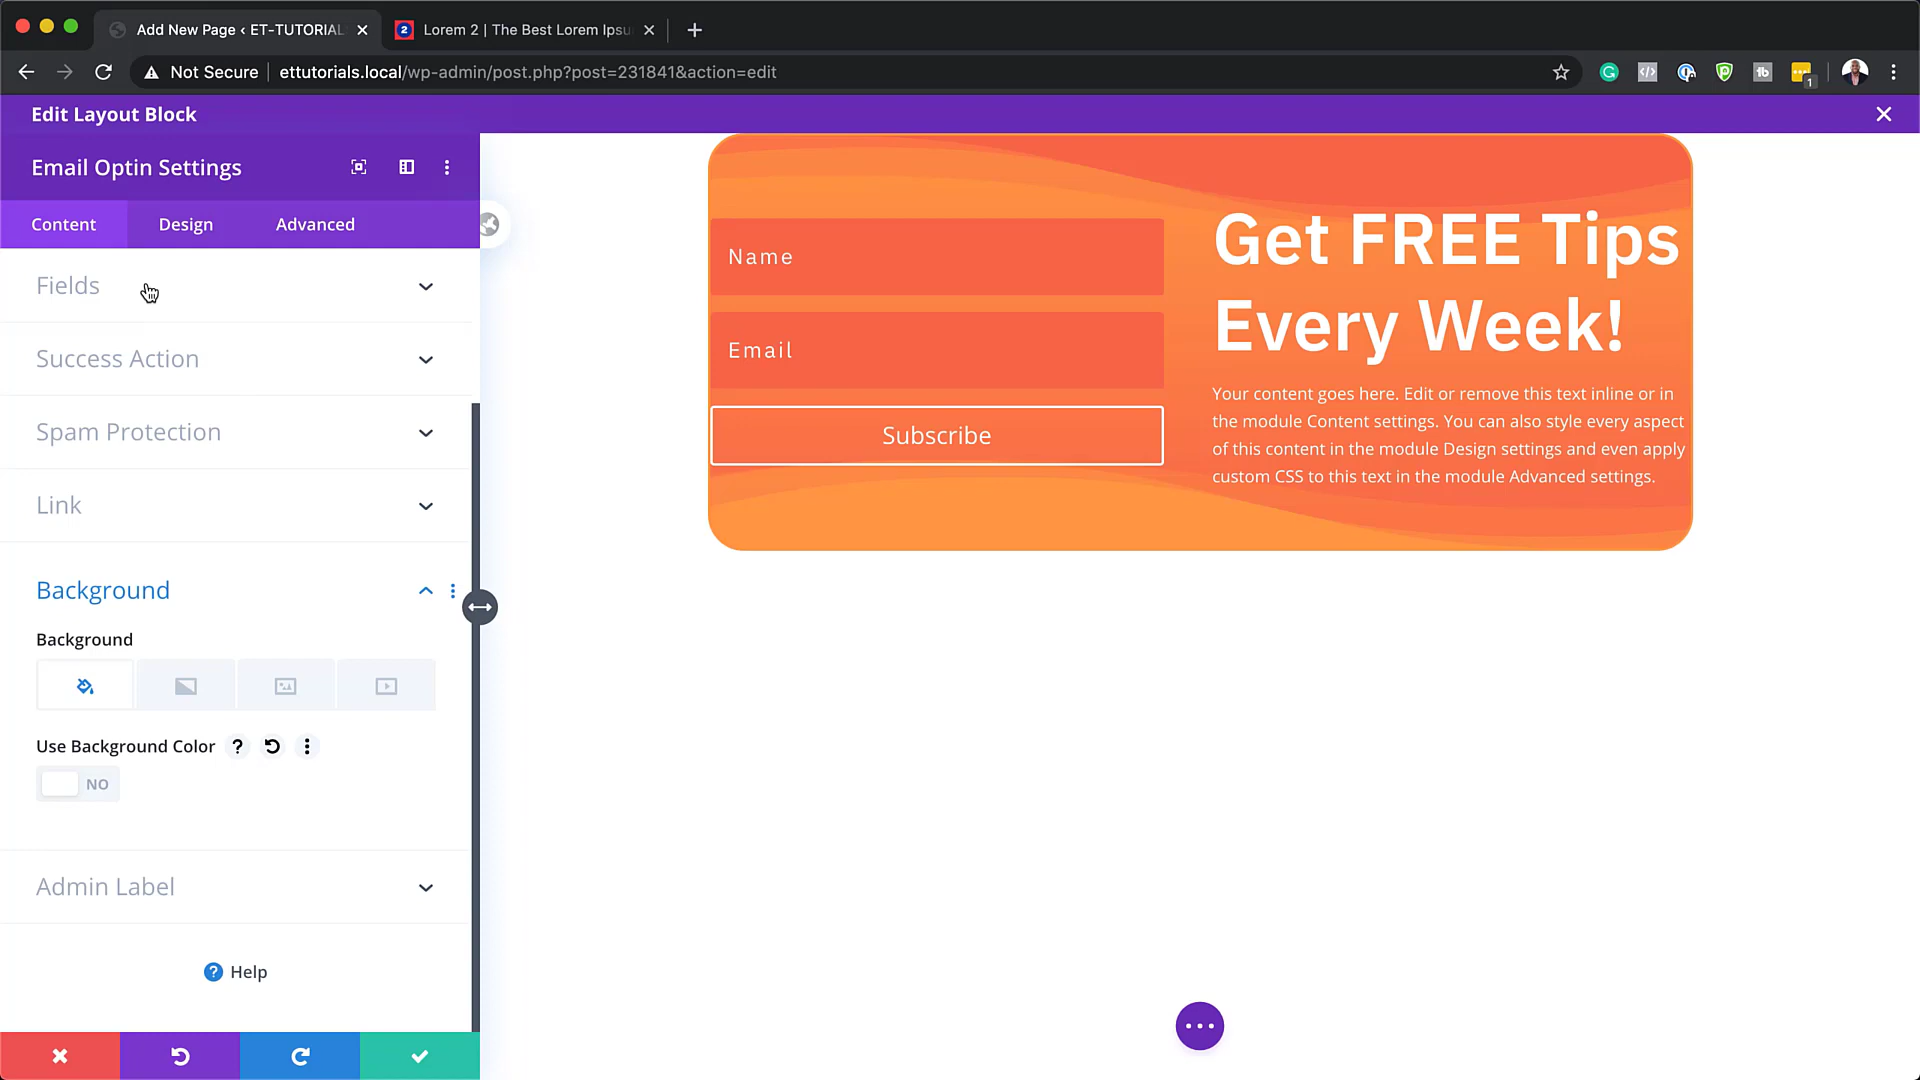 Add New Page ‹ ET-TUTORIAL
Lorem 2 | The Best Lorem Ipsu
Not Secure
ettutorials.local/wp-admin/post.php?post=231841&action=edit
1
Edit Layout Block
Email Optin Settings
Content
Design
Advanced
Fields
Success Action
Spam Protection
Link
Background
Background
Use Background Color ?
NO
Admin Label
? Help
Name
Email
Subscribe
Get FREE Tips
Every Week!
Your content goes here. Edit or remove this text inline or in
the module Content settings. You can also style every aspect
of this content in the module Design settings and even apply
custom CSS to this text in the module Advanced settings.